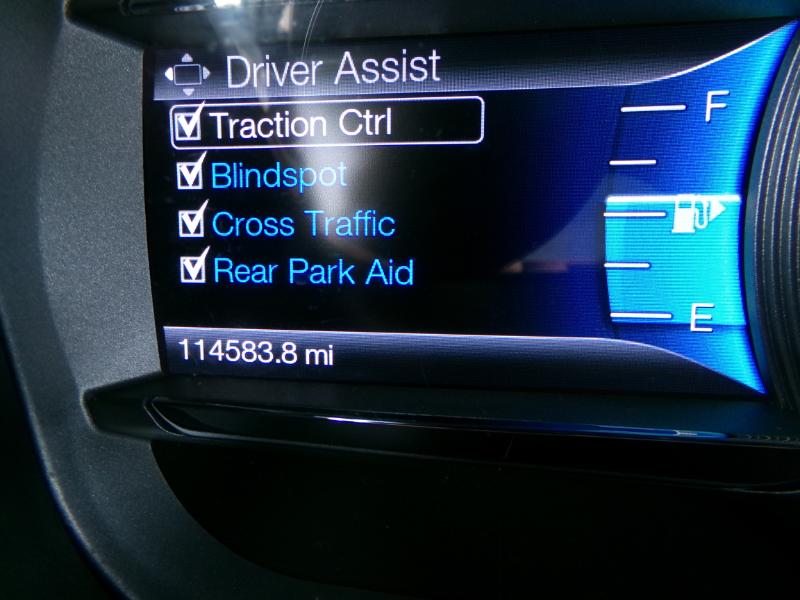 Driver Assist
Traction Ctrl
Blindspot
Cross Traffic
Rear Park Aid
114583.8 mi
F
E